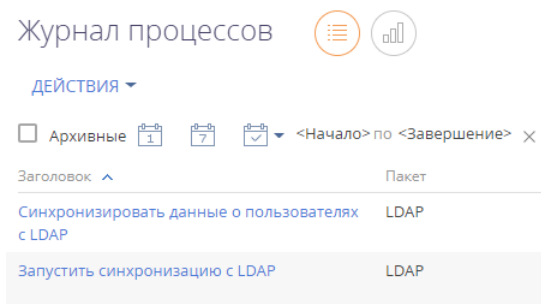 Журнал процессов
ДЕЙСТВИЯ
Архивные 1 7 <Начало> по <Завершение>
Заголовок Пакет
Синхронизировать данные о пользователях LDAP
с LDAP
Запустить синхронизацию с LDAP LDAP